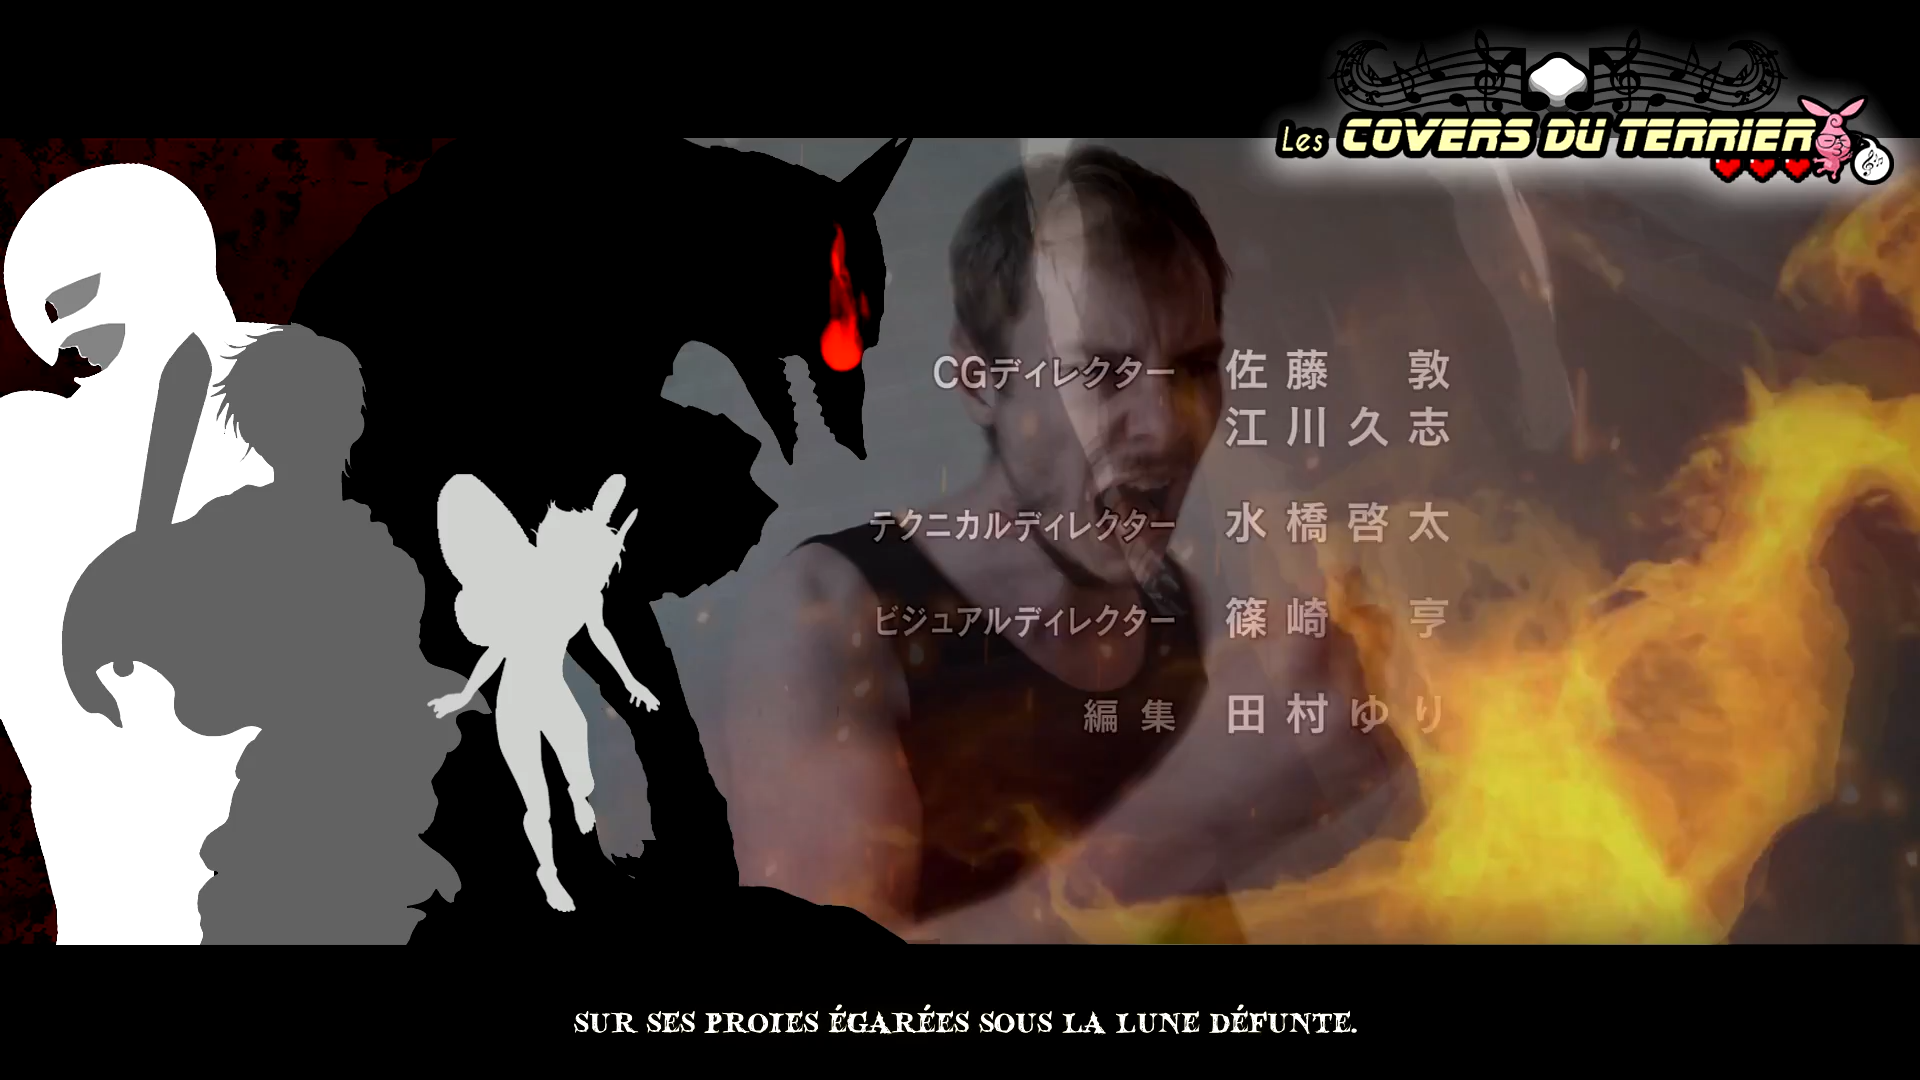 Les COVERS DU TERRIER
CGディレクター 佐藤 敦
江川久志
テクニカルディレクター 水橋啓太
ビジュアルディレクター 篠崎 亨
編集 田村ゆり
SUR SES PROIES ÉGARÉES SOUS LA LUNE DÉFUNTE.